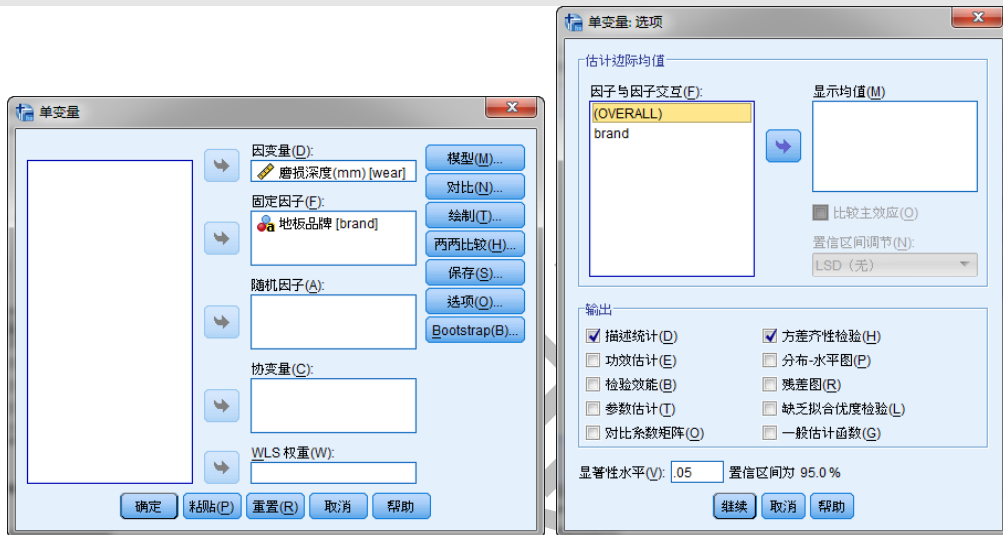 单变量
因变量(D):
磨损深度(mm) [wear]
固定因子(F):
地板品牌 [brand]
随机因子(A):
协变量(C):
WLS 权重(W):
模型(M)...
对比(N)...
绘制(T)...
两两比较(H)...
保存(S)...
选项(O)...
Bootstrap(B)...
确定 粘贴(P) 重置(R) 取消 帮助
单变量: 选项
估计边际均值
因子与因子交互(F):
(OVERALL)
brand
显示均值(M)
比较主效应(O)
置信区间调节(N):
LSD（无）
输出
描述统计(D) 方差齐性检验(H)
功效估计(E) 分布-水平图(P)
检验效能(B) 残差图(R)
参数估计(T) 缺乏拟合优度检验(L)
对比系数矩阵(O) 一般估计函数(G)
显著性水平(V): .05 置信区间为 95.0%
继续 取消 帮助